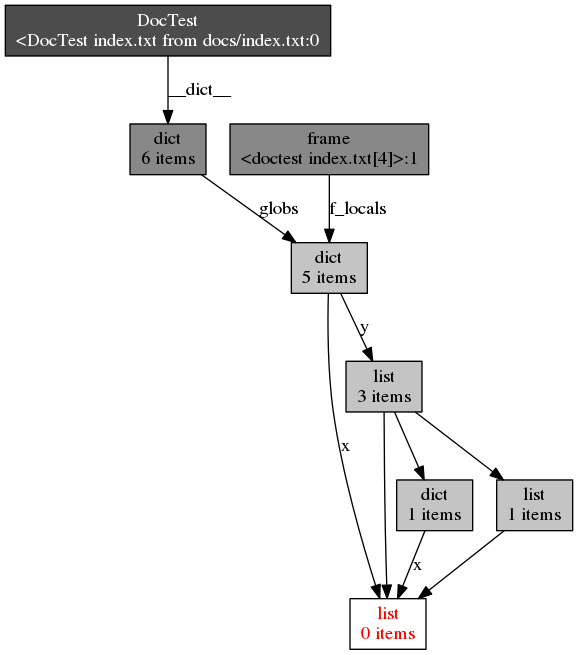 DocTest
<DocTest index.txt from docs/index.txt:0
__dict__
dict
6 items
frame
<doctest index.txt[4]>:1
globs
f_locals
dict
5 items
y
list
3 items
x
dict
1 items
list
1 items
x
list
0 items